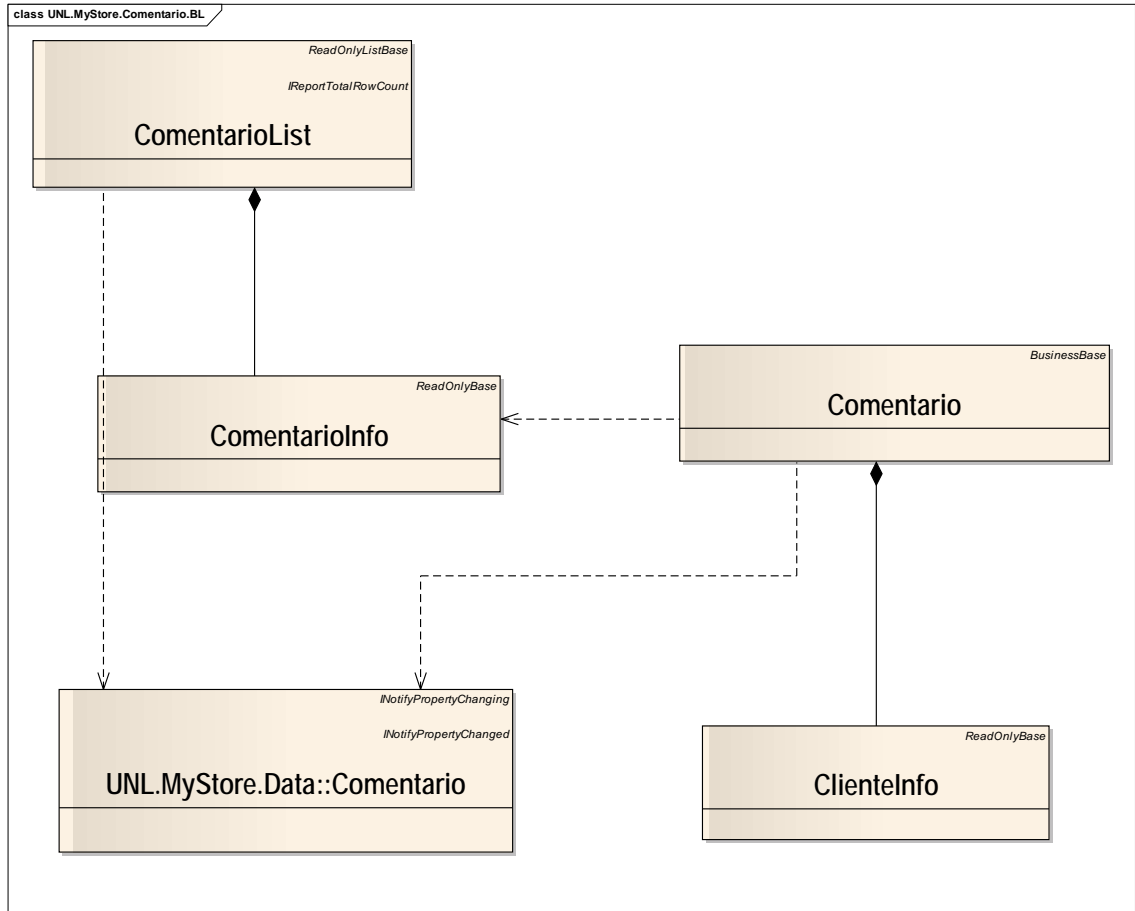 class UNL.MyStore.Comentario.BL
ReadOnlyListBase
IReportTotalRowCount
ComentarioList
ReadOnlyBase
ComentarioInfo
BusinessBase
Comentario
INotifyPropertyChanging
INotifyPropertyChanged
UNL.MyStore.Data::Comentario
ReadOnlyBase
ClienteInfo